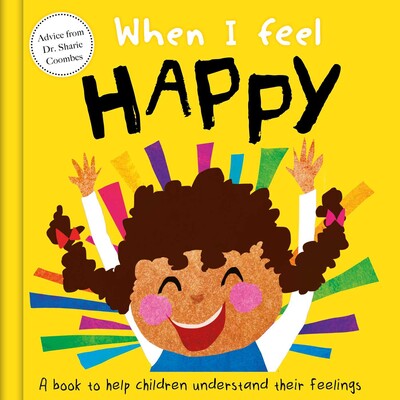 Advice from
Dr. Sharie
Coombes
When I feel
HAPPY
A book to help children understand their feelings